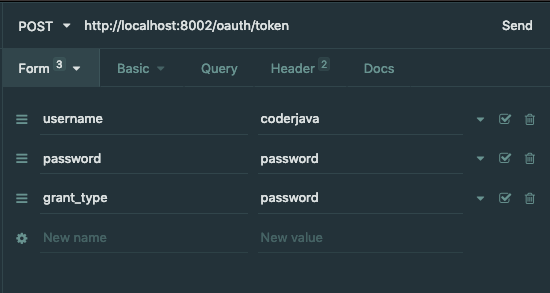 POST http://localhost:8002/oauth/token Send
Form 3 Basic Query Header 2 Docs
username coderjava
password password
grant_type password
New name New value